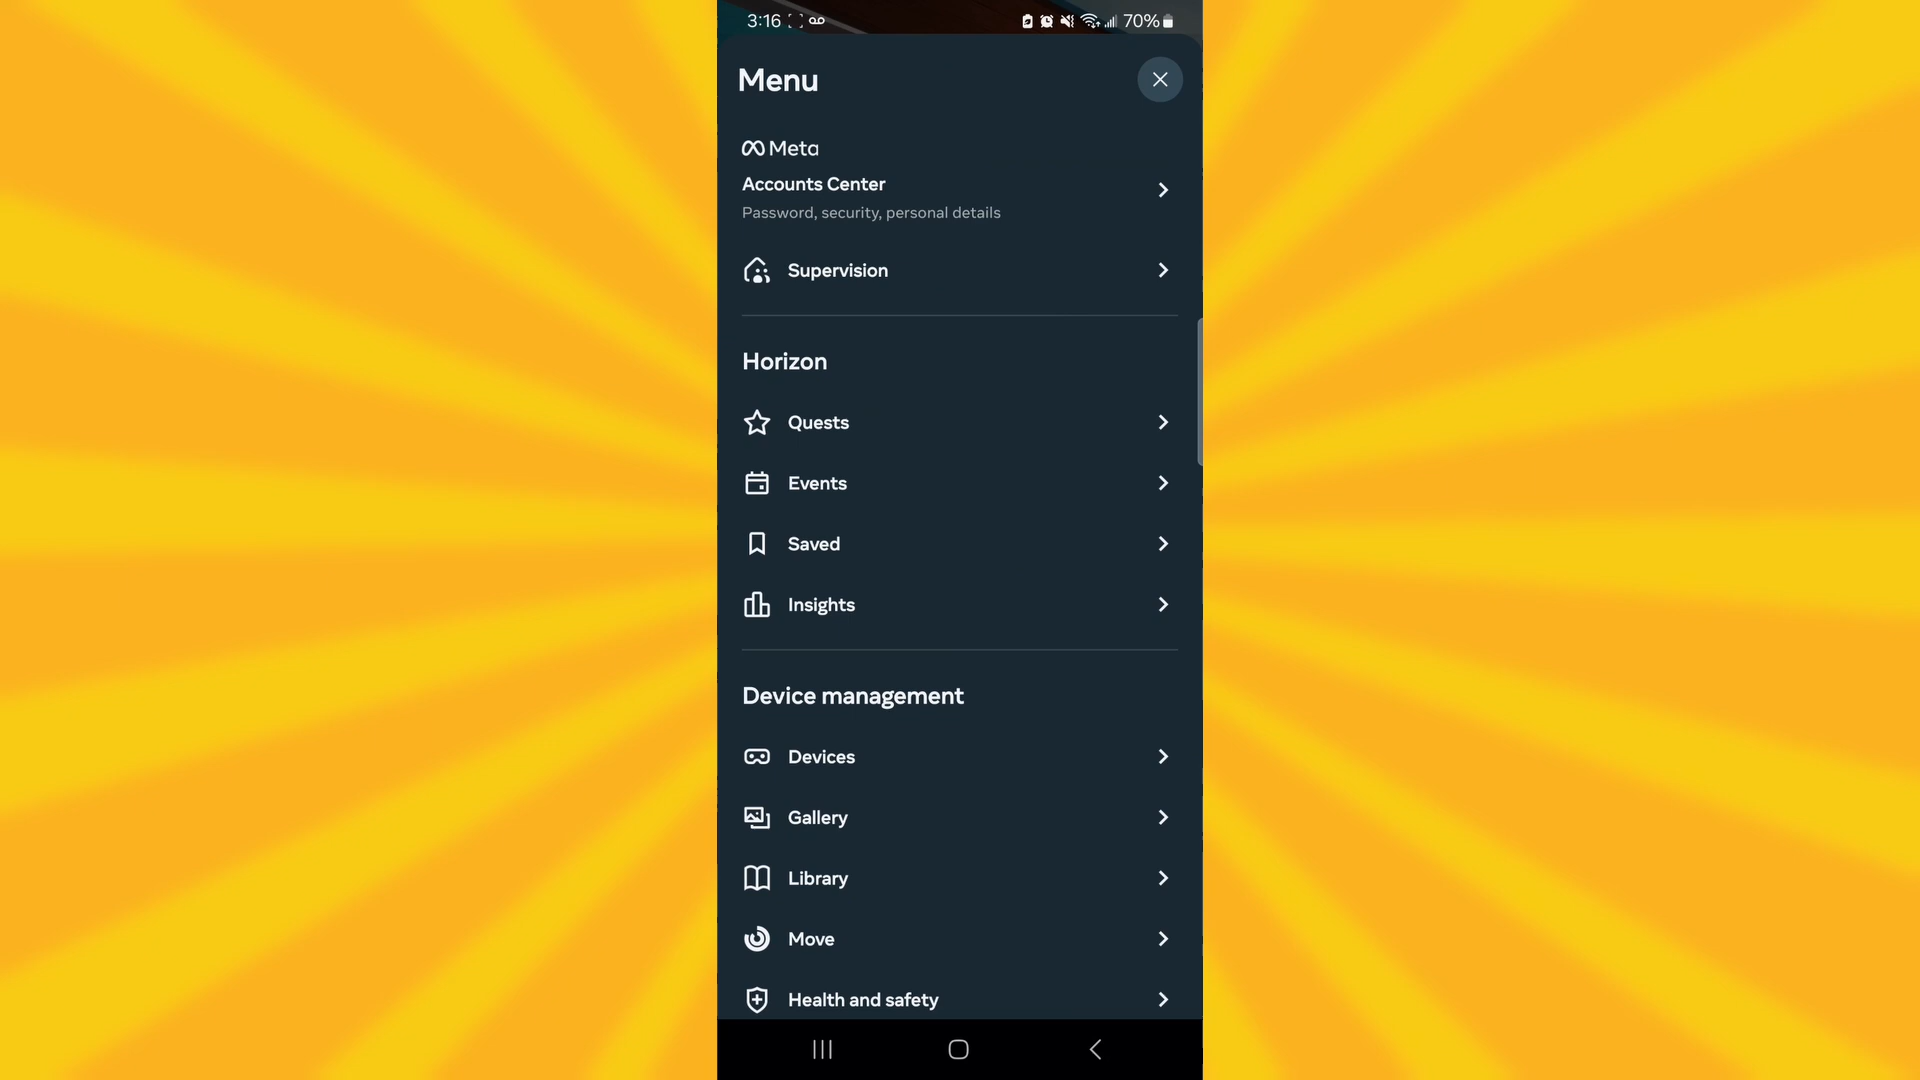 3:16
70%
Menu
Meta
Accounts Center
Password, security, personal details
Supervision
Horizon
Quests
Events
Saved
Insights
Device management
Devices
Gallery
Library
Move
Health and safety